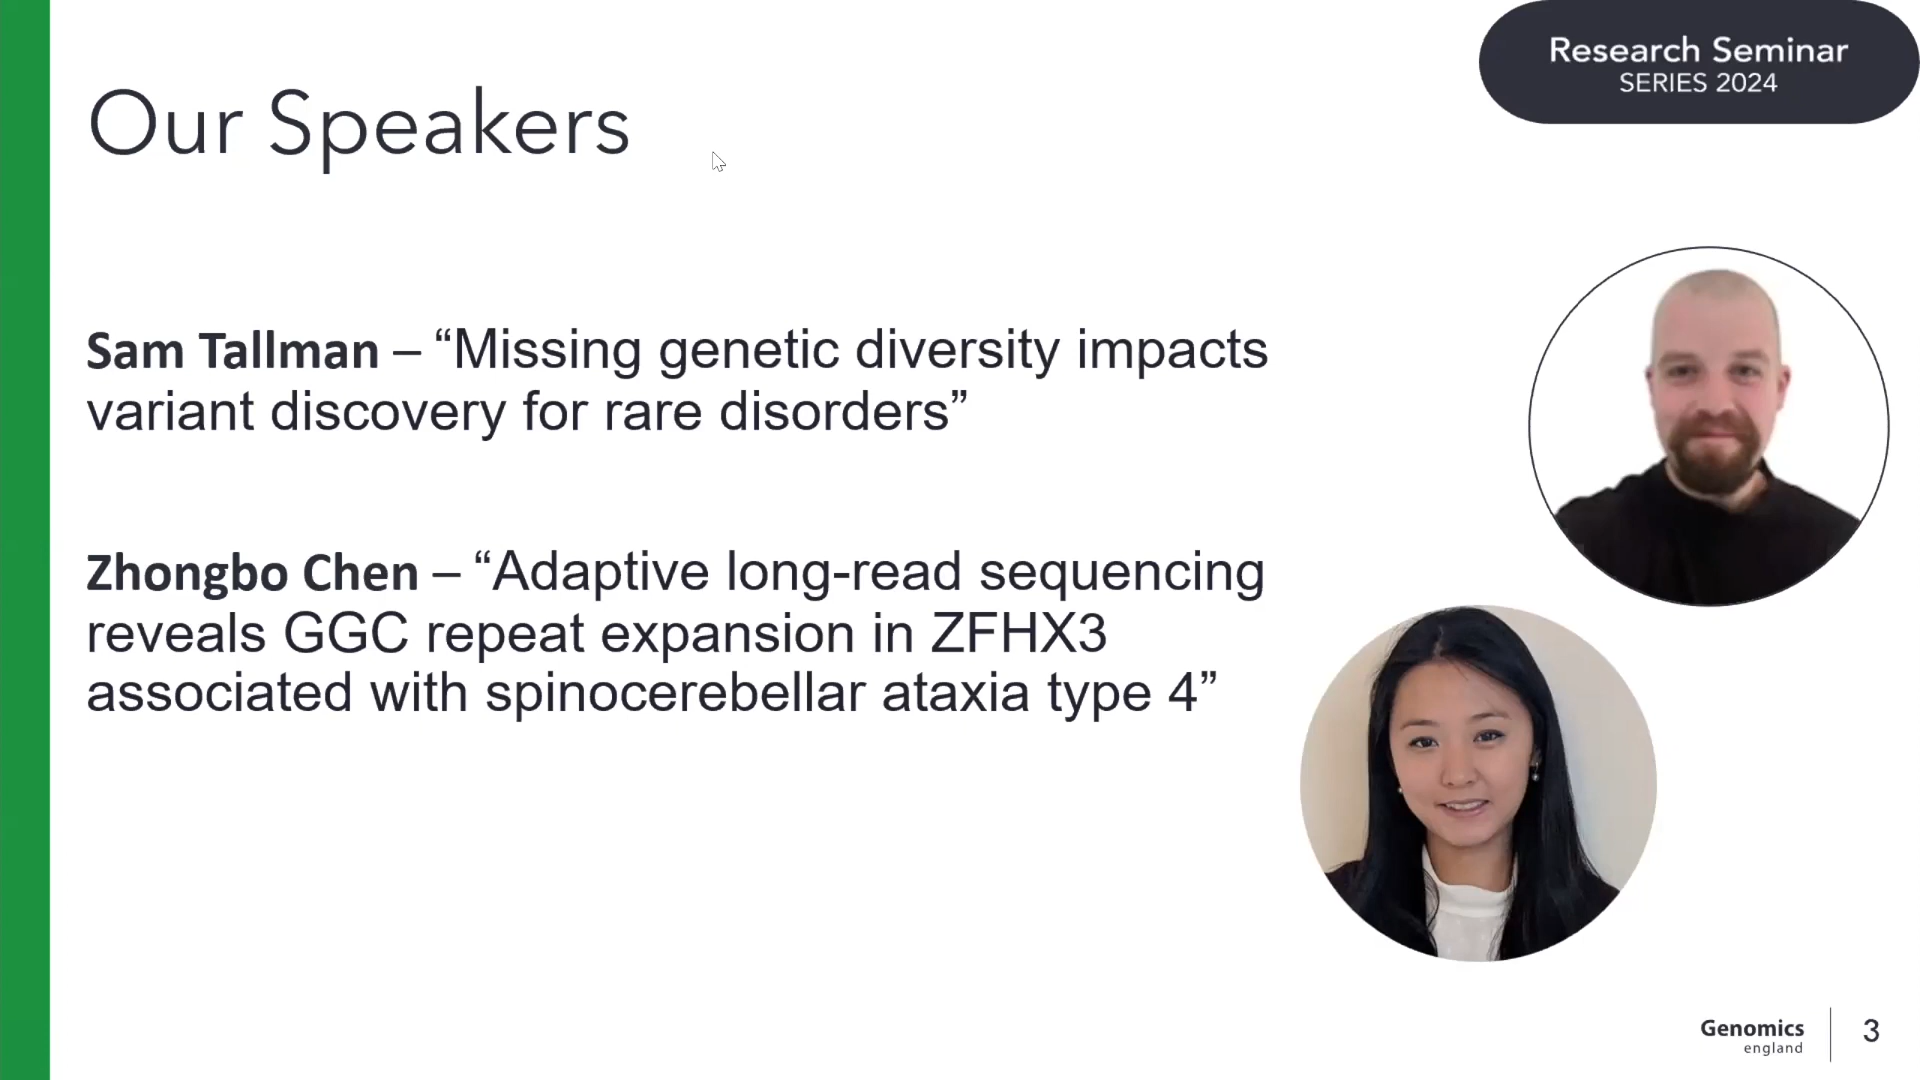 Research Seminar
SERIES 2024
Our Speakers
Sam Tallman – “Missing genetic diversity impacts
variant discovery for rare disorders”
Zhongbo Chen – “Adaptive long-read sequencing
reveals GGC repeat expansion in ZFHX3
associated with spinocerebellar ataxia type 4”
Genomics
england
3